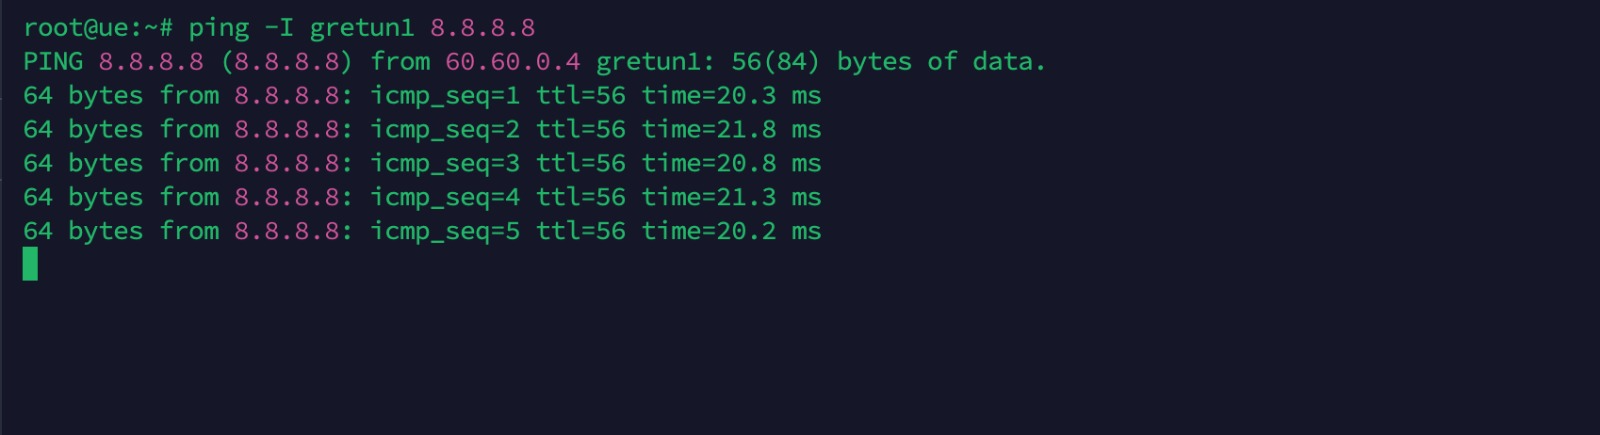 root@ue:~# ping -I gretun1 8.8.8.8
PING 8.8.8.8 (8.8.8.8) from 60.60.0.4 gretun1: 56(84) bytes of data.
64 bytes from 8.8.8.8: icmp_seq=1 ttl=56 time=20.3 ms
64 bytes from 8.8.8.8: icmp_seq=2 ttl=56 time=21.8 ms
64 bytes from 8.8.8.8: icmp_seq=3 ttl=56 time=20.8 ms
64 bytes from 8.8.8.8: icmp_seq=4 ttl=56 time=21.3 ms
64 bytes from 8.8.8.8: icmp_seq=5 ttl=56 time=20.2 ms